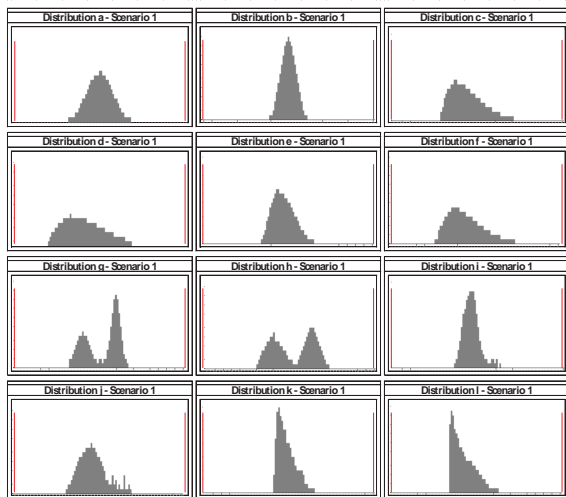 Distribution a - Scenario 1
Distribution b - Scenario 1
Distribution c - Scenario 1
Distribution d - Scenario 1
Distribution e - Scenario 1
Distribution f - Scenario 1
Distribution g - Scenario 1
Distribution h - Scenario 1
Distribution i - Scenario 1
Distribution j - Scenario 1
Distribution k - Scenario 1
Distribution l - Scenario 1